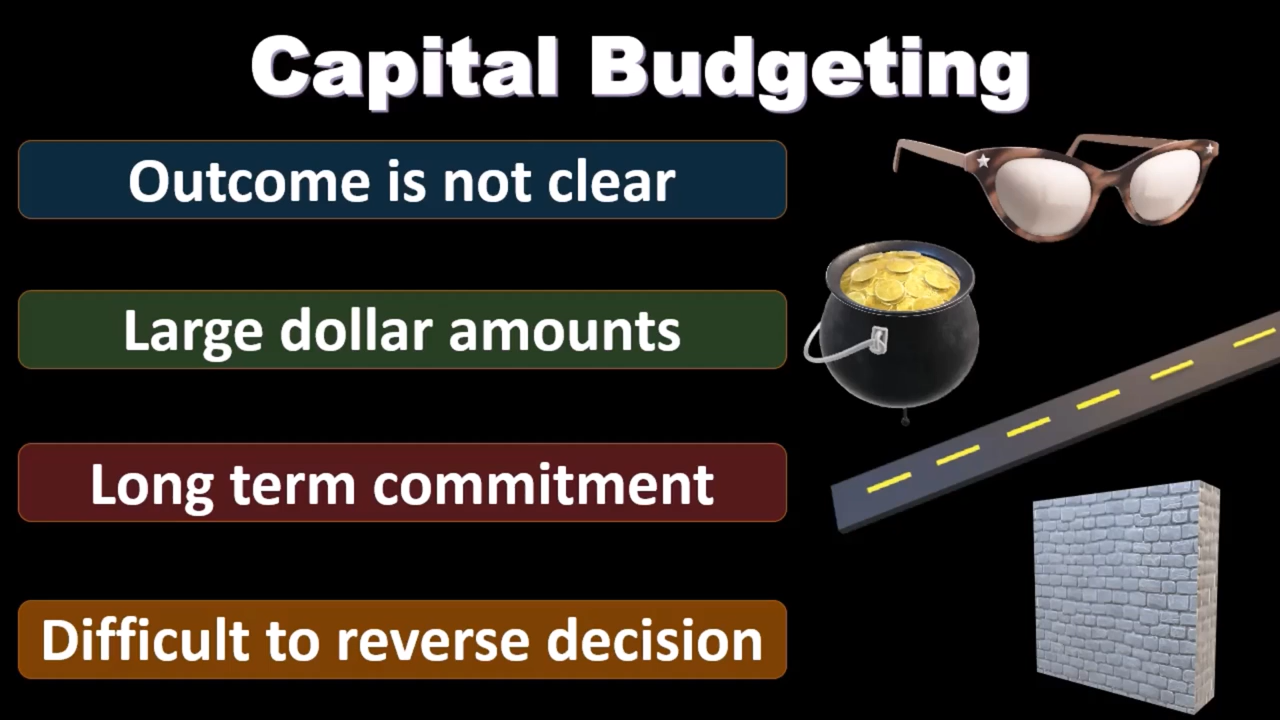 Capital Budgeting
Outcome is not clear
Large dollar amounts
Long term commitment
Difficult to reverse decision